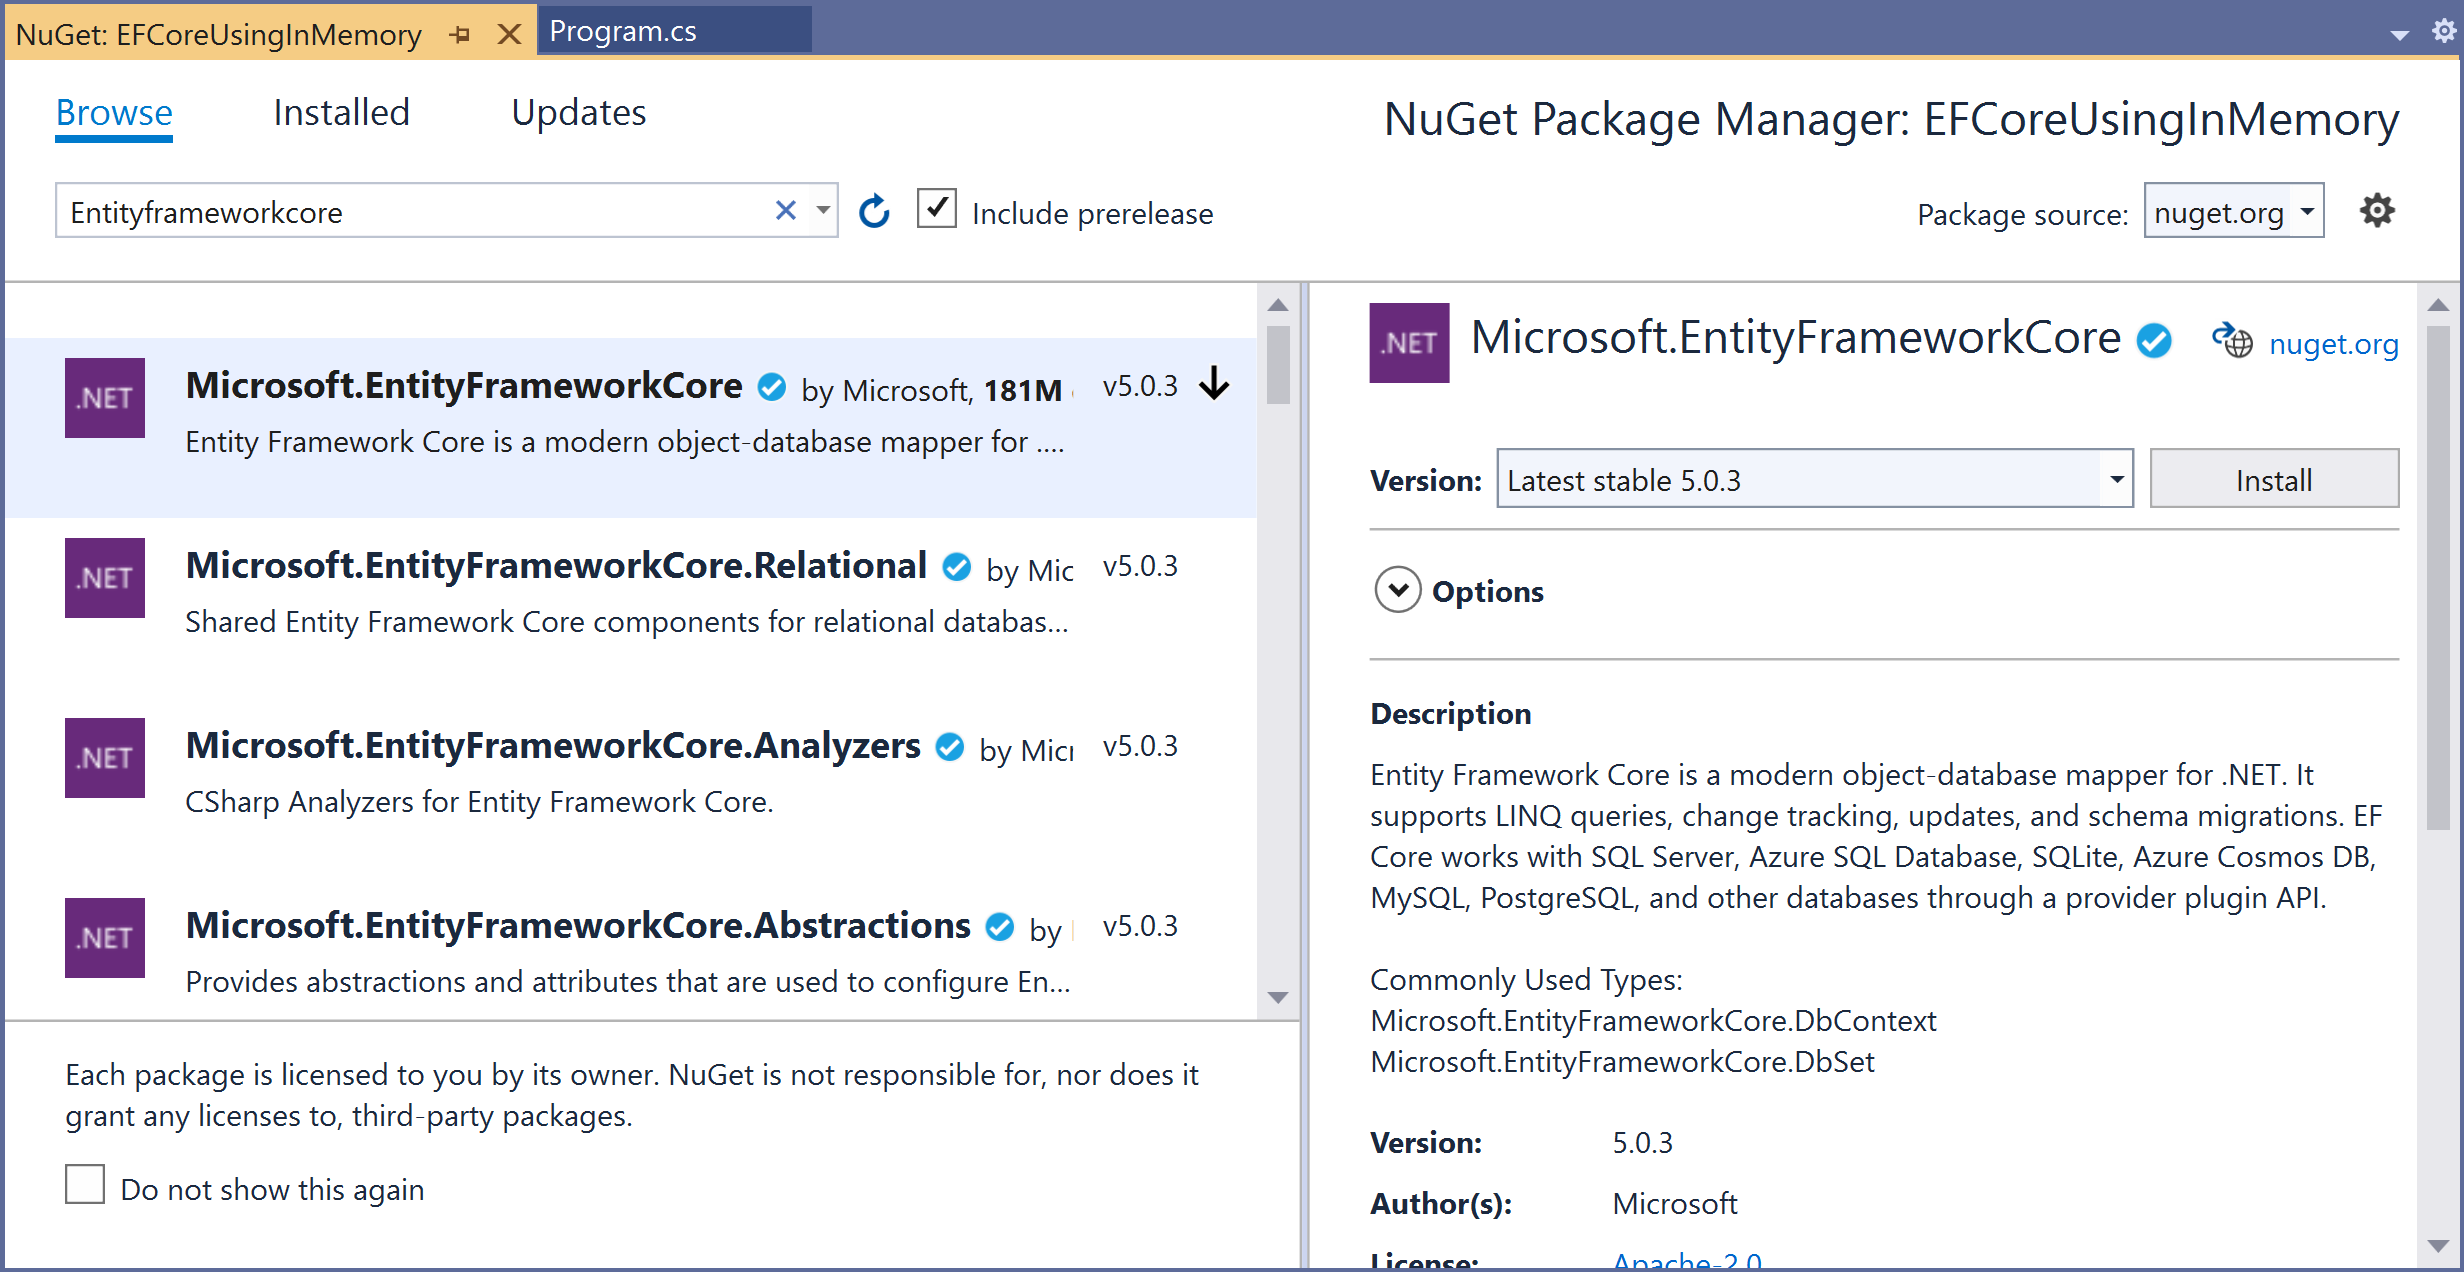 NuGet: EFCoreUsingInMemory
Program.cs
Browse
Installed
Updates
NuGet Package Manager: EFCoreUsingInMemory
Entityframeworkcore
Include prerelease
Package source:
nuget.org
.NET
Microsoft.EntityFrameworkCore by Microsoft, 181M v5.0.3
Entity Framework Core is a modern object-database mapper for ....
.NET
Microsoft.EntityFrameworkCore.Relational by Mic v5.0.3
Shared Entity Framework Core components for relational databas...
.NET
Microsoft.EntityFrameworkCore.Analyzers by Micr v5.0.3
CSharp Analyzers for Entity Framework Core.
.NET
Microsoft.EntityFrameworkCore.Abstractions by v5.0.3
Provides abstractions and attributes that are used to configure En...
Each package is licensed to you by its owner. NuGet is not responsible for, nor does it
grant any licenses to, third-party packages.
Do not show this again
.NET
Microsoft.EntityFrameworkCore
nuget.org
Version: Latest stable 5.0.3
Install
Options
Description
Entity Framework Core is a modern object-database mapper for .NET. It
supports LINQ queries, change tracking, updates, and schema migrations. EF
Core works with SQL Server, Azure SQL Database, SQLite, Azure Cosmos DB,
MySQL, PostgreSQL, and other databases through a provider plugin API.
Commonly Used Types:
Microsoft.EntityFrameworkCore.DbContext
Microsoft.EntityFrameworkCore.DbSet
Version: 5.0.3
Author(s): Microsoft
License: Apache-2.0